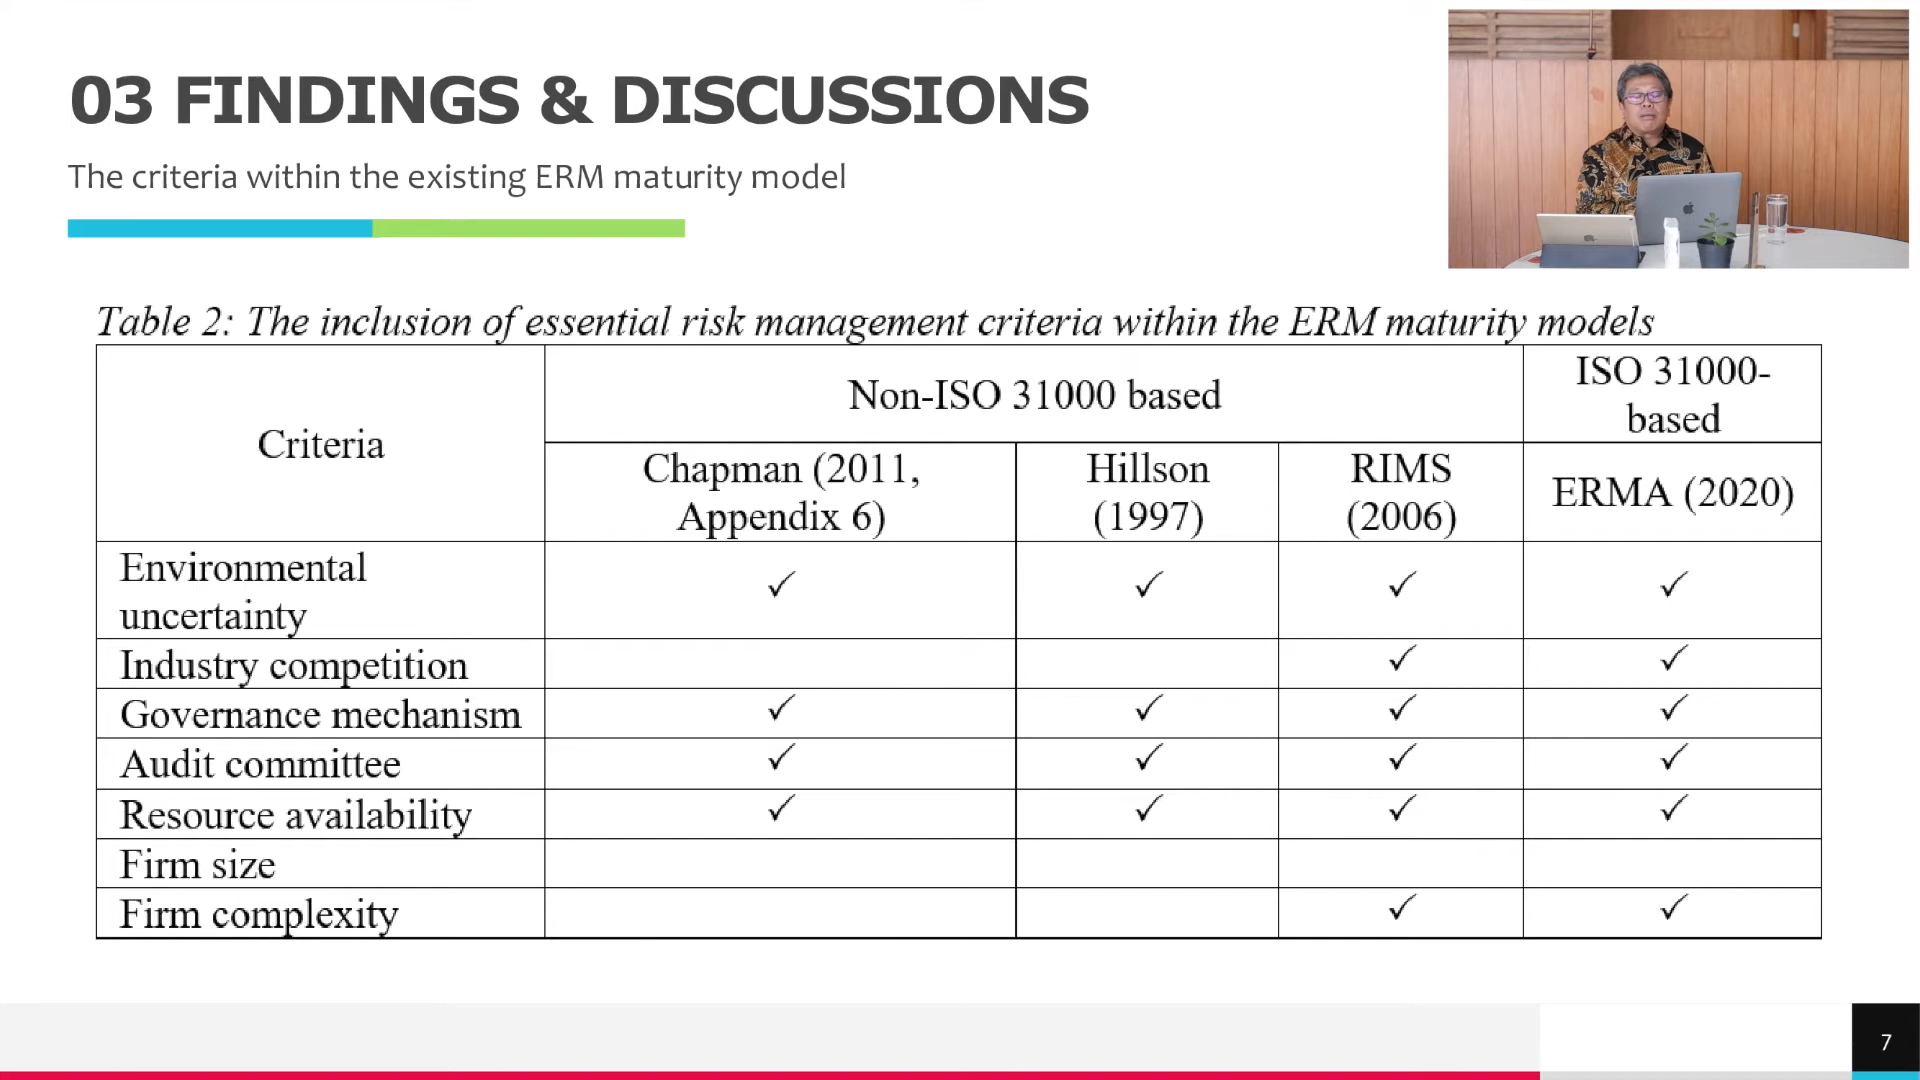 03 FINDINGS & DISCUSSIONS
The criteria within the existing ERM maturity model
Table 2: The inclusion of essential risk management criteria within the ERM maturity models
Criteria
Non-ISO 31000 based
ISO 31000-
based
Chapman (2011,
Appendix 6)
Hillson
(1997)
RIMS
(2006)
ERMA (2020)
Environmental
uncertainty
✓ ✓ ✓ ✓
Industry competition
✓ ✓
Governance mechanism
✓ ✓ ✓ ✓
Audit committee
✓ ✓ ✓ ✓
Resource availability
✓ ✓ ✓ ✓
Firm size
Firm complexity
✓ ✓
7